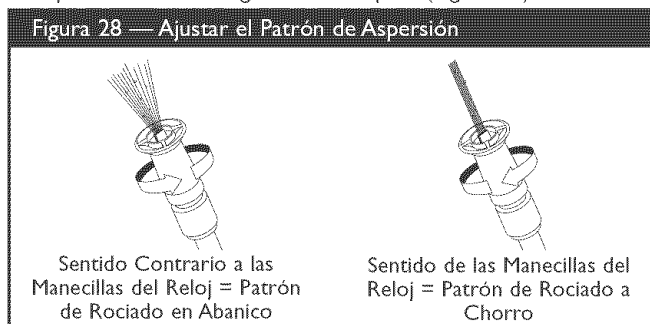 Figura 28 — Ajustar el Patrón de Aspersión
Sentido Contrario a las
Manecillas del Reloj = Patrón
de Rociado en Abanico
Sentido de las Manecillas del
Reloj = Patrón de Rociado a
Chorro